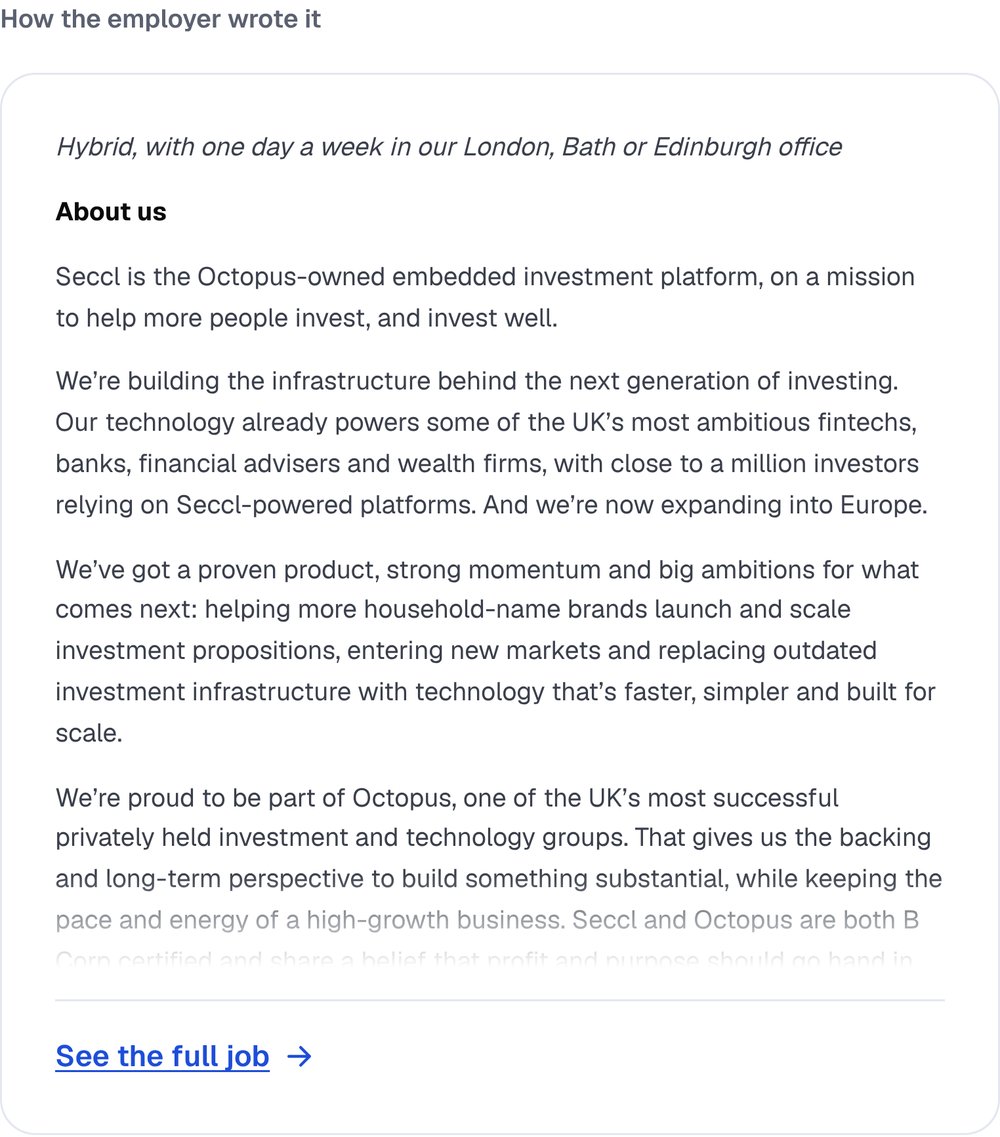 How the employer wrote it
Hybrid, with one day a week in our London, Bath or Edinburgh office
About us
Seccl is the Octopus-owned embedded investment platform, on a mission
to help more people invest, and invest well.
We’re building the infrastructure behind the next generation of investing.
Our technology already powers some of the UK’s most ambitious fintechs,
banks, financial advisers and wealth firms, with close to a million investors
relying on Seccl-powered platforms. And we’re now expanding into Europe.
We’ve got a proven product, strong momentum and big ambitions for what
comes next: helping more household-name brands launch and scale
investment propositions, entering new markets and replacing outdated
investment infrastructure with technology that’s faster, simpler and built for
scale.
We’re proud to be part of Octopus, one of the UK’s most successful
privately held investment and technology groups. That gives us the backing
and long-term perspective to build something substantial, while keeping the
pace and energy of a high-growth business. Seccl and Octopus are both B
Corp certified and share a belief that profit and purpose should go hand in
See the full job →